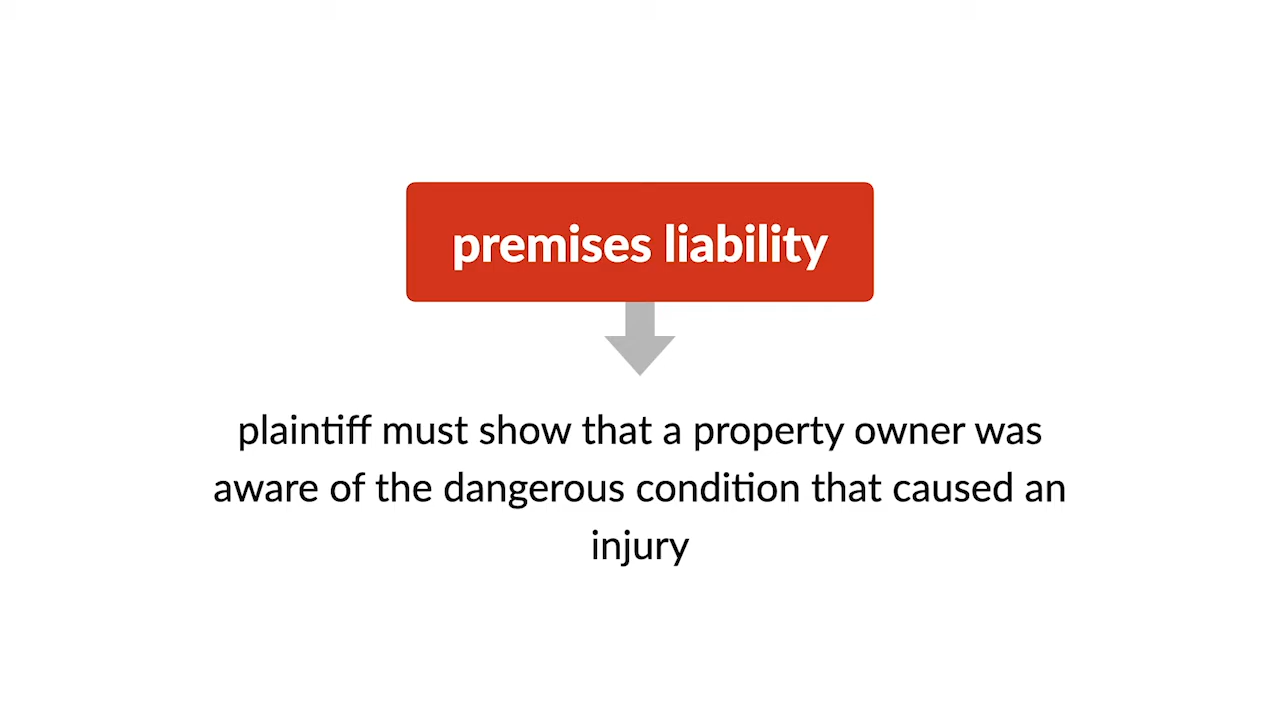 premises liability
plaintiff must show that a property owner was
aware of the dangerous condition that caused an
injury